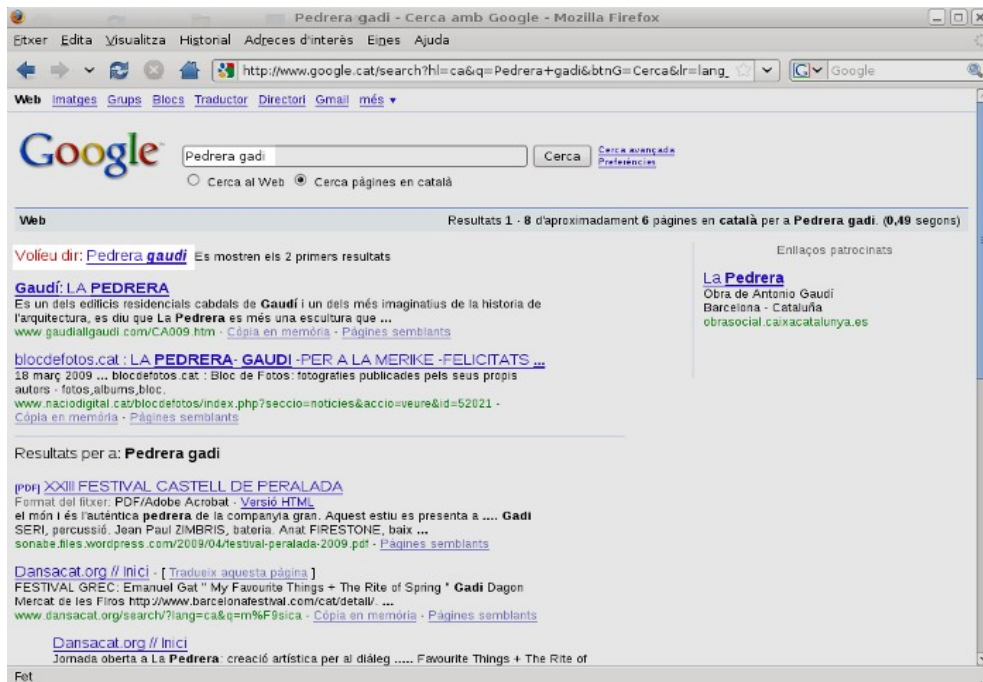 Pedrera gadi - Cerca amb Google - Mozilla Firefox
Fitxer Edita Visualitza Historial Adreces d'interès Eines Ajuda
http://www.google.cat/search?hl=ca&q=Pedrera+gadi&btnG=Cerca&lr=lang_ Google
Web Imatges Grups Blocs Traductor Directori Gmail més ▾
Google Pedrera gadi Cerca Cerca avançada
Preferències
Cerca al Web Cerca pàgines en català
Web Resultats 1 - 8 d'aproximadament 6 pàgines en català per a Pedrera gadi. (0,49 segons)
Volíeu dir: Pedrera gaudi Es mostren els 2 primers resultats
Gaudí: LA PEDRERA
Es un dels edificis residencials cabdals de Gaudí i un dels més imaginatius de la historia de
l'arquitectura, es diu que La Pedrera es més una escultura que ...
www.gaudiallgaudi.com/CA009.htm - Còpia en memòria - Pàgines semblants
blocdefotos.cat : LA PEDRERA- GAUDI -PER A LA MERIKE -FELICITATS ...
18 març 2009 ... blocdefotos.cat : Bloc de Fotos: fotografies publicades pels seus propis
autors - fotos,albums,bloc.
www.naciodigital.cat/blocdefotos/index.php?seccio=noticies&accio=veure&id=52021 -
Còpia en memòria - Pàgines semblants
Resultats per a: Pedrera gadi
[PDF] XXIII FESTIVAL CASTELL DE PERALADA
Format del fitxer: PDF/Adobe Acrobat - Versió HTML
el món i és l'autèntica pedrera de la companyia gran. Aquest estiu es presenta a .... Gadi
SERI, percussió. Jean Paul ZIMBRIS, bateria. Anat FIRESTONE, baix ...
sonabe.files.wordpress.com/2009/04/festival-peralada-2009.pdf - Pàgines semblants
Dansacat.org // Inici - [ Tradueix aquesta pàgina ]
FESTIVAL GREC: Emanuel Gat " My Favourite Things + The Rite of Spring " Gadi Dagon
Mercat de les Flros http://www.barcelonafestival.com/cat/detall/. ...
www.dansacat.org/search/?lang=ca&q=m%F9sica - Còpia en memòria - Pàgines semblants
Dansacat.org // Inici
Jornada oberta a La Pedrera: creació artística per al diàleg ..... Favourite Things + The Rite of
Enllaços patrocinats
La Pedrera
Obra de Antonio Gaudí
Barcelona - Cataluña
obrasocial.caixacatalunya.es
Fet